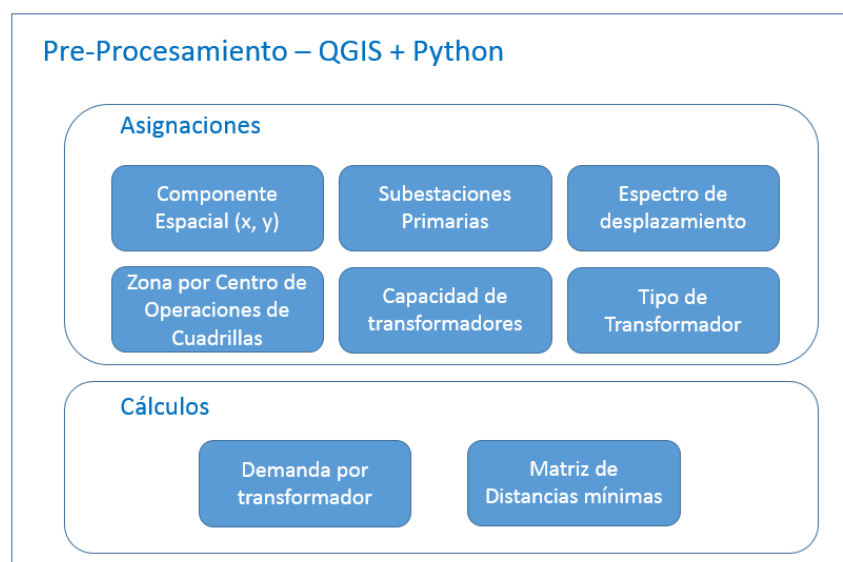 Pre-Procesamiento – QGIS + Python
Asignaciones
Componente
Espacial (x, y)
Subestaciones
Primarias
Espectro de
desplazamiento
Zona por Centro de
Operaciones de
Cuadrillas
Capacidad de
transformadores
Tipo de
Transformador
Cálculos
Demanda por
transformador
Matriz de
Distancias mínimas